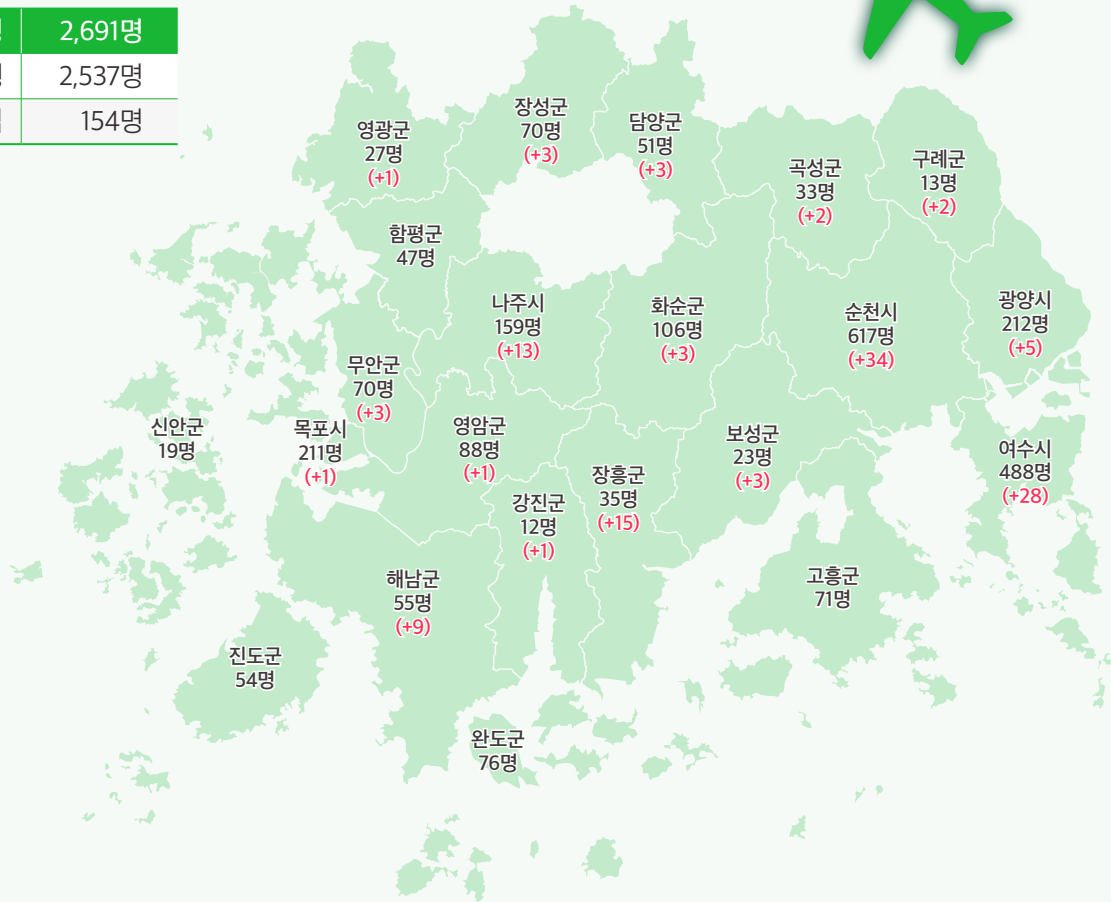 2,691명
2,537명
154명
장성군
70명
(+3)
담양군
51명
(+3)
영광군
27명
(+1)
곡성군
33명
(+2)
구례군
13명
(+2)
함평군
47명
나주시
159명
(+13)
화순군
106명
(+3)
순천시
617명
(+34)
광양시
212명
(+5)
무안군
70명
(+3)
신안군
19명
목포시
211명
(+1)
영암군
88명
(+1)
보성군
23명
(+3)
여수시
488명
(+28)
장흥군
35명
(+15)
강진군
12명
(+1)
해남군
55명
(+9)
고흥군
71명
진도군
54명
완도군
76명